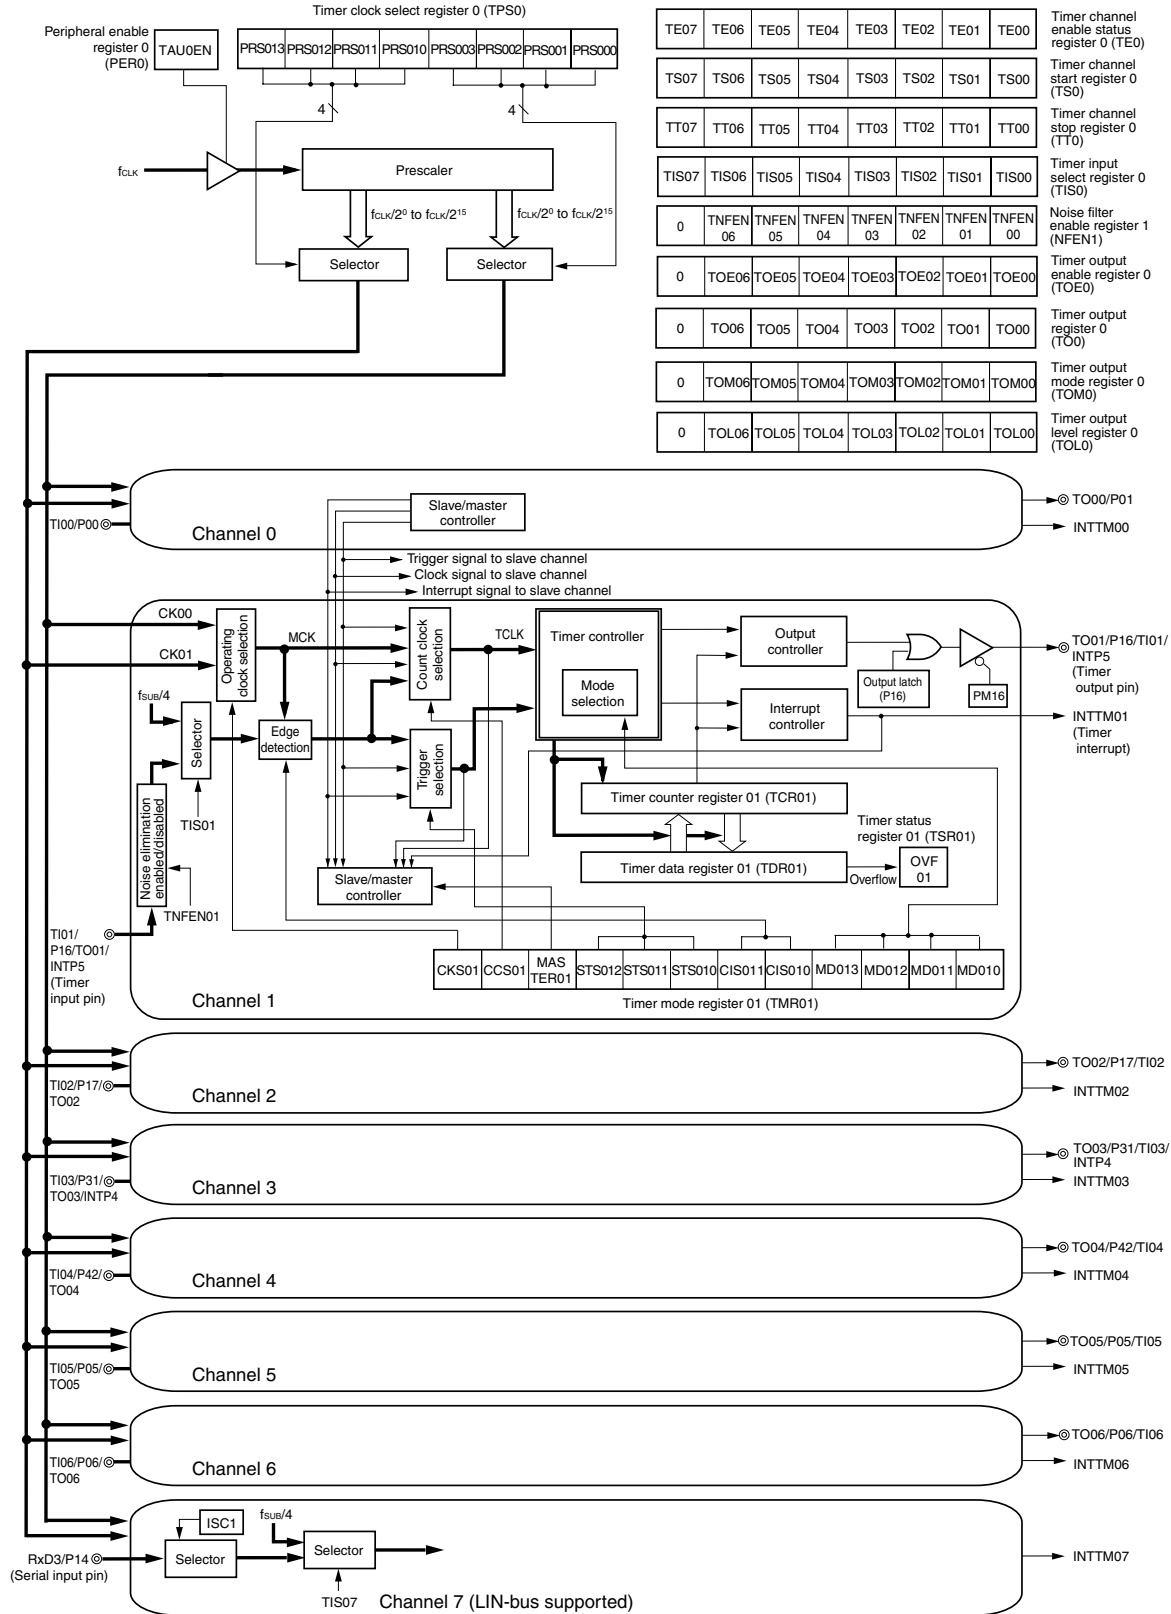 Timer clock select register 0 (TPS0)
Peripheral enable
register 0
(PER0)
TAU0EN
PRS013 PRS012 PRS011 PRS010 PRS003 PRS002 PRS001 PRS000
4
4
fCLK
Prescaler
fCLK/2⁰ to fCLK/2¹⁵
fCLK/2⁰ to fCLK/2¹⁵
Selector
Selector
TE07 TE06 TE05 TE04 TE03 TE02 TE01 TE00
Timer channel
enable status
register 0 (TE0)
TS07 TS06 TS05 TS04 TS03 TS02 TS01 TS00
Timer channel
start register 0
(TS0)
TT07 TT06 TT05 TT04 TT03 TT02 TT01 TT00
Timer channel
stop register 0
(TT0)
TIS07 TIS06 TIS05 TIS04 TIS03 TIS02 TIS01 TIS00
Timer input
select register 0
(TIS0)
0 TNFEN06 TNFEN05 TNFEN04 TNFEN03 TNFEN02 TNFEN01 TNFEN00
Noise filter
enable register 1
(NFEN1)
0 TOE06 TOE05 TOE04 TOE03 TOE02 TOE01 TOE00
Timer output
enable register 0
(TOE0)
0 TO06 TO05 TO04 TO03 TO02 TO01 TO00
Timer output
register 0
(TO0)
0 TOM06 TOM05 TOM04 TOM03 TOM02 TOM01 TOM00
Timer output
mode register 0
(TOM0)
0 TOL06 TOL05 TOL04 TOL03 TOL02 TOL01 TOL00
Timer output
level register 0
(TOL0)
TI00/P00
Channel 0
Slave/master
controller
TO00/P01
INTTM00
Trigger signal to slave channel
Clock signal to slave channel
Interrupt signal to slave channel
CK00
CK01
Operating
clock selection
MCK
Count clock
selection
TCLK
Timer controller
Mode
selection
Output
controller
Interrupt
controller
Output latch
(P16)
PM16
TO01/P16/TI01/
INTP5
(Timer
output pin)
INTTM01
(Timer
interrupt)
fSUB/4
Selector
TIS01
Edge
detection
Trigger
selection
Noise elimination
enabled/disabled
TNFEN01
TI01/
P16/TO01/
INTP5
(Timer
input pin)
Timer counter register 01 (TCR01)
Timer data register 01 (TDR01)
Timer status
register 01 (TSR01)
Overflow
OVF
01
Slave/master
controller
CKS01 CCS01 MASTER01 STS012 STS011 STS010 CIS011 CIS010 MD013 MD012 MD011 MD010
Timer mode register 01 (TMR01)
Channel 1
TI02/P17/
TO02
Channel 2
TO02/P17/TI02
INTTM02
TI03/P31/
TO03/INTP4
Channel 3
TO03/P31/TI03/
INTP4
INTTM03
TI04/P42/
TO04
Channel 4
TO04/P42/TI04
INTTM04
TI05/P05/
TO05
Channel 5
TO05/P05/TI05
INTTM05
TI06/P06/
TO06
Channel 6
TO06/P06/TI06
INTTM06
ISC1
fSUB/4
RxD3/P14
(Serial input pin)
Selector
Selector
TIS07
Channel 7 (LIN-bus supported)
INTTM07